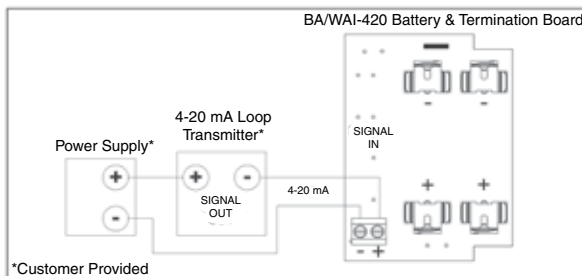 BA/WAI-420 Battery & Termination Board
4-20 mA Loop
Transmitter*
Power Supply*
SIGNAL
IN
- -
+ -
+
SIGNAL
OUT
4-20 mA
+ +
-
- +
*Customer Provided